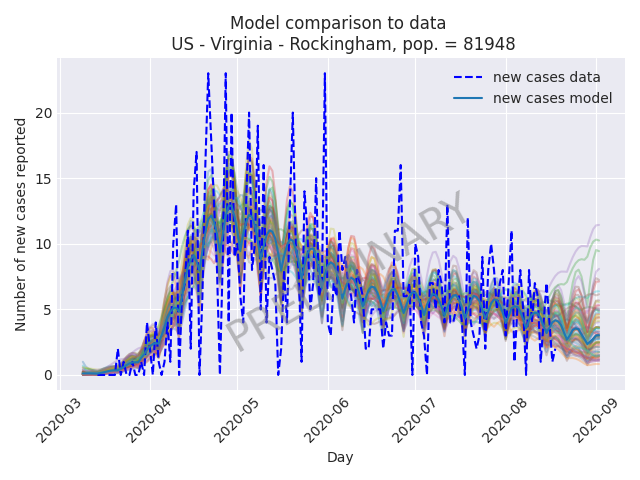 Model comparison to data
US - Virginia - Rockingham, pop. = 81948
new cases data
new cases model
Number of new cases reported
20
15
10
5
0
PRELIMINARY
2020-03
2020-04
2020-05
2020-06
2020-07
2020-08
2020-09
Day